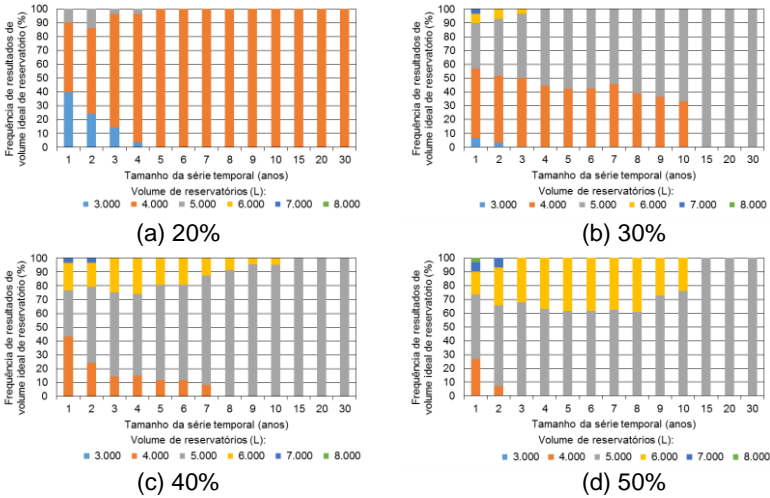 Frequência de resultados de
volume ideal de reservatório (%)
100
90
80
70
60
50
40
30
20
10
0
1 2 3 4 5 6 7 8 9 10 15 20 30
Tamanho da série temporal (anos)
Volume de reservatórios (L):
3.000 4.000 5.000 6.000 7.000 8.000
(a) 20%
Frequência de resultados de
volume ideal de reservatório (%)
100
90
80
70
60
50
40
30
20
10
0
1 2 3 4 5 6 7 8 9 10 15 20 30
Tamanho da série temporal (anos)
Volume de reservatórios (L):
3.000 4.000 5.000 6.000 7.000 8.000
(b) 30%
Frequência de resultados de
volume ideal de reservatório (%)
100
90
80
70
60
50
40
30
20
10
0
1 2 3 4 5 6 7 8 9 10 15 20 30
Tamanho da série temporal (anos)
Volume de reservatórios (L):
3.000 4.000 5.000 6.000 7.000 8.000
(c) 40%
Frequência de resultados de
volume ideal de reservatório (%)
100
90
80
70
60
50
40
30
20
10
0
1 2 3 4 5 6 7 8 9 10 15 20 30
Tamanho da série temporal (anos)
Volume de reservatórios (L):
3.000 4.000 5.000 6.000 7.000 8.000
(d) 50%